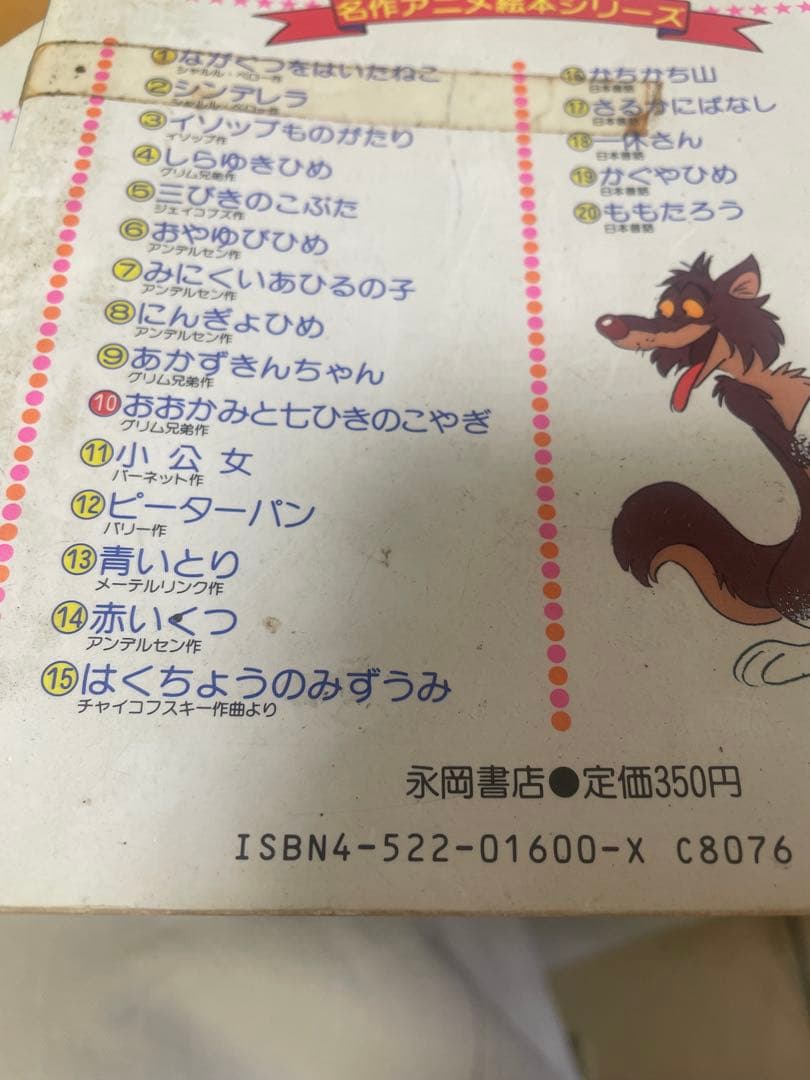 名作アニメ絵本シリーズ
①ながぐつをはいたねこ
シャルル・ペロー作
②シンデレラ
シャルル・ペロー作
③イソップものがたり
イソップ作
④しらゆきひめ
グリム兄弟作
⑤三びきのこぶた
ジェイコブズ作
⑥おやゆびひめ
アンデルセン作
⑦みにくいあひるの子
アンデルセン作
⑧にんぎょひめ
アンデルセン作
⑨あかずきんちゃん
グリム兄弟作
⑩おおかみと七ひきのこやぎ
グリム兄弟作
⑪小公女
バーネット作
⑫ピーターパン
バリー作
⑬青いとり
メーテルリンク作
⑭赤いくつ
アンデルセン作
⑮はくちょうのみずうみ
チャイコフスキー作曲より
⑯かちかち山
日本昔話
⑰さるかにばなし
日本昔話
⑱一休さん
日本昔話
⑲かぐやひめ
日本昔話
⑳ももたろう
日本昔話
永岡書店●定価350円
ISBN4-522-01600-X C8076